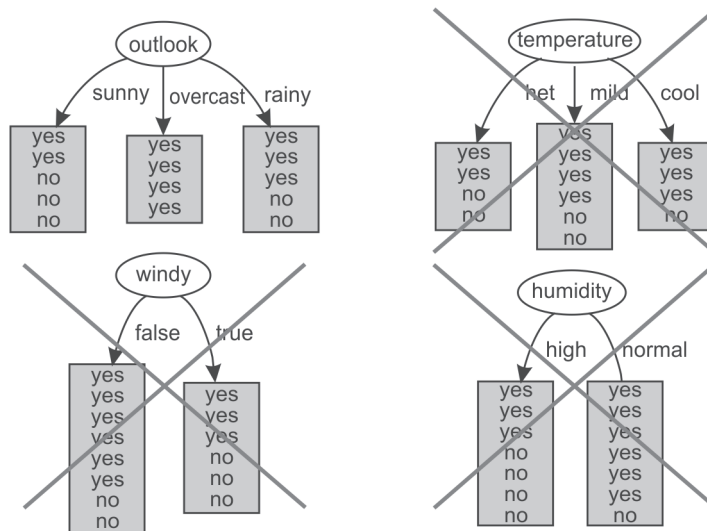 outlook
sunny overcast rainy
yes
yes
no
no
no
yes
yes
yes
yes
yes
yes
yes
no
no
temperature
het mild cool
yes
yes
no
no
yes
yes
yes
yes
no
no
yes
yes
yes
no
windy
false true
yes
yes
yes
yes
yes
yes
no
no
yes
yes
yes
no
no
no
humidity
high normal
yes
yes
yes
no
no
no
no
yes
yes
yes
yes
yes
yes
no